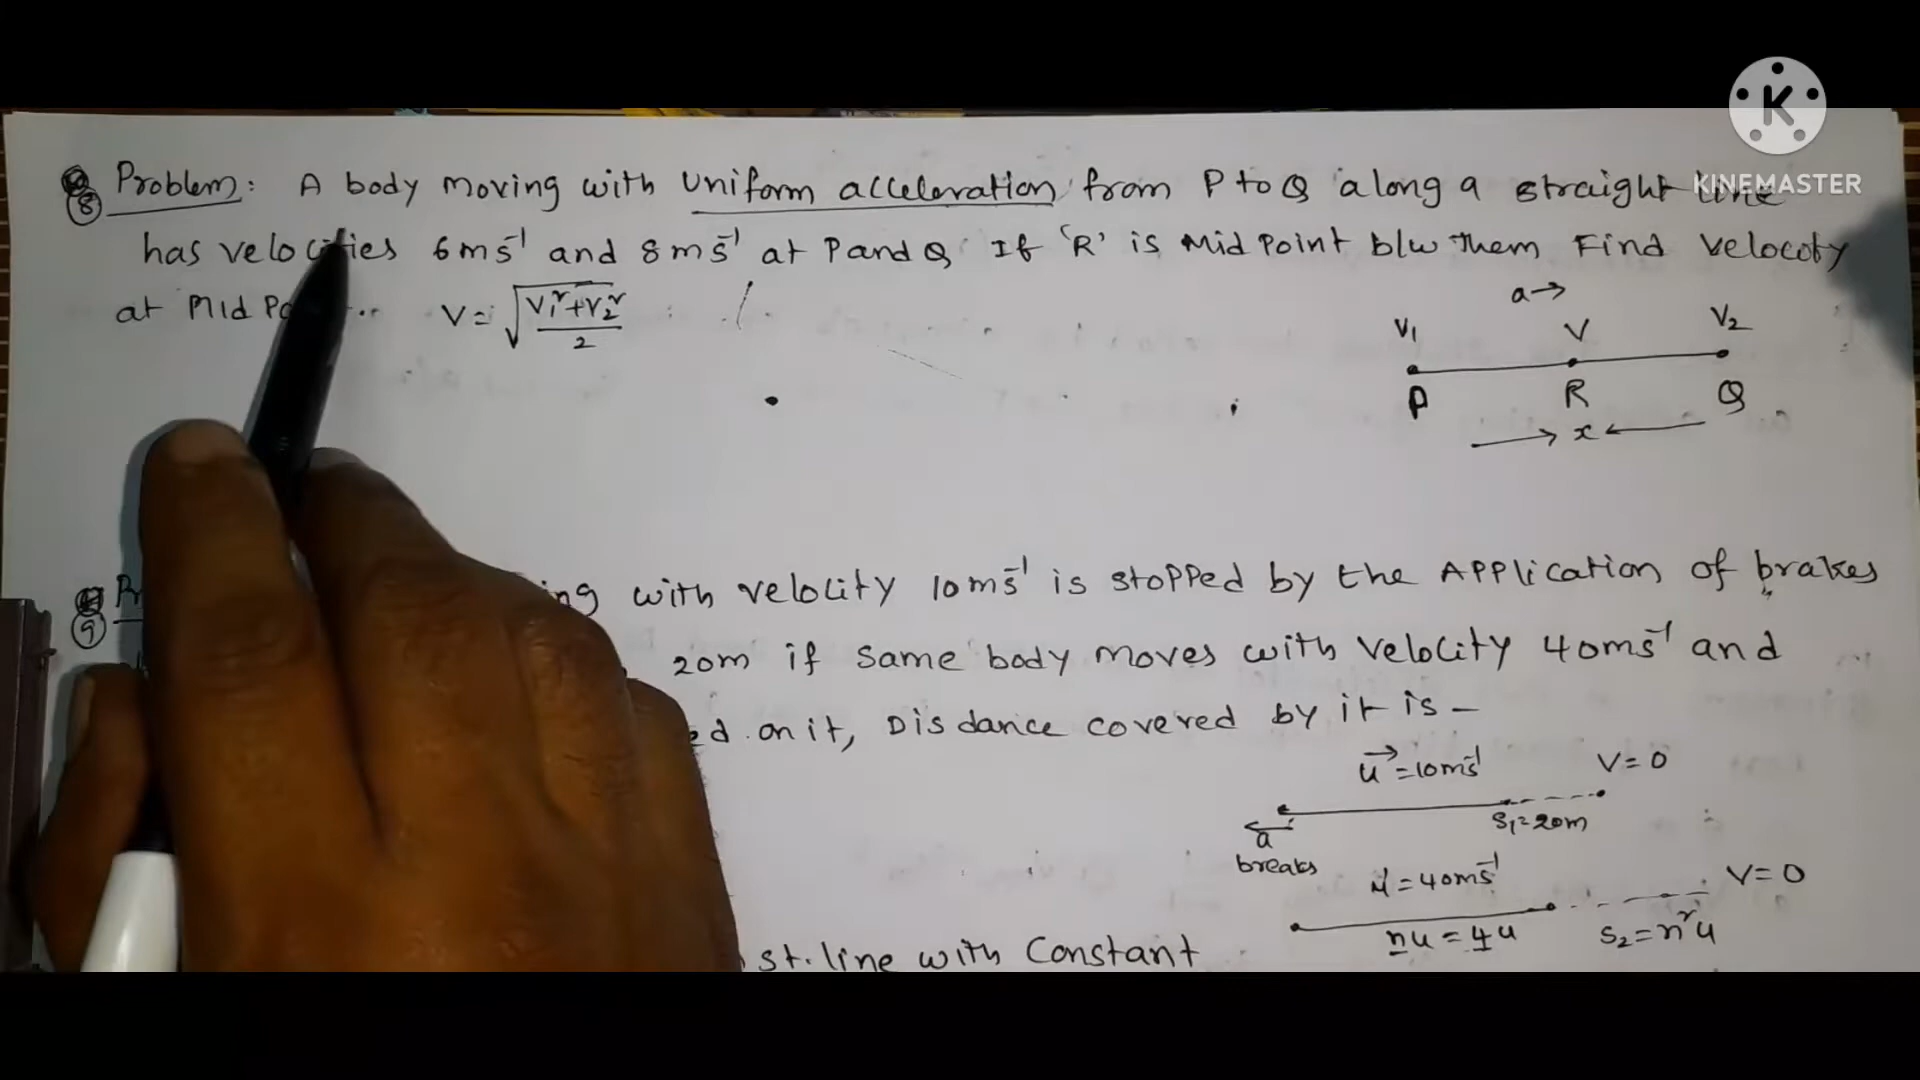 KINEMASTER
8 Problem: A body moving with uniform acceleration from P to Q along a straight line
has velocities 6ms⁻¹ and 8ms⁻¹ at P and Q If 'R' is Mid Point b/w them Find Velocoty
at Mid
V = √((V₁²+V₂²)/2)
a→
V₁ V V₂
P R Q
→ x ←
9
with velocity 10ms⁻¹ is stopped by the Application of brakes
20m if same body moves with velocity 40ms⁻¹ and
on it, Disdance covered by it is –
u = 10ms⁻¹ V = 0
S₁ = 20m
a
breaks
u = 40ms⁻¹ V = 0
nu = 4u S₂ = n²u
st. line with Constant